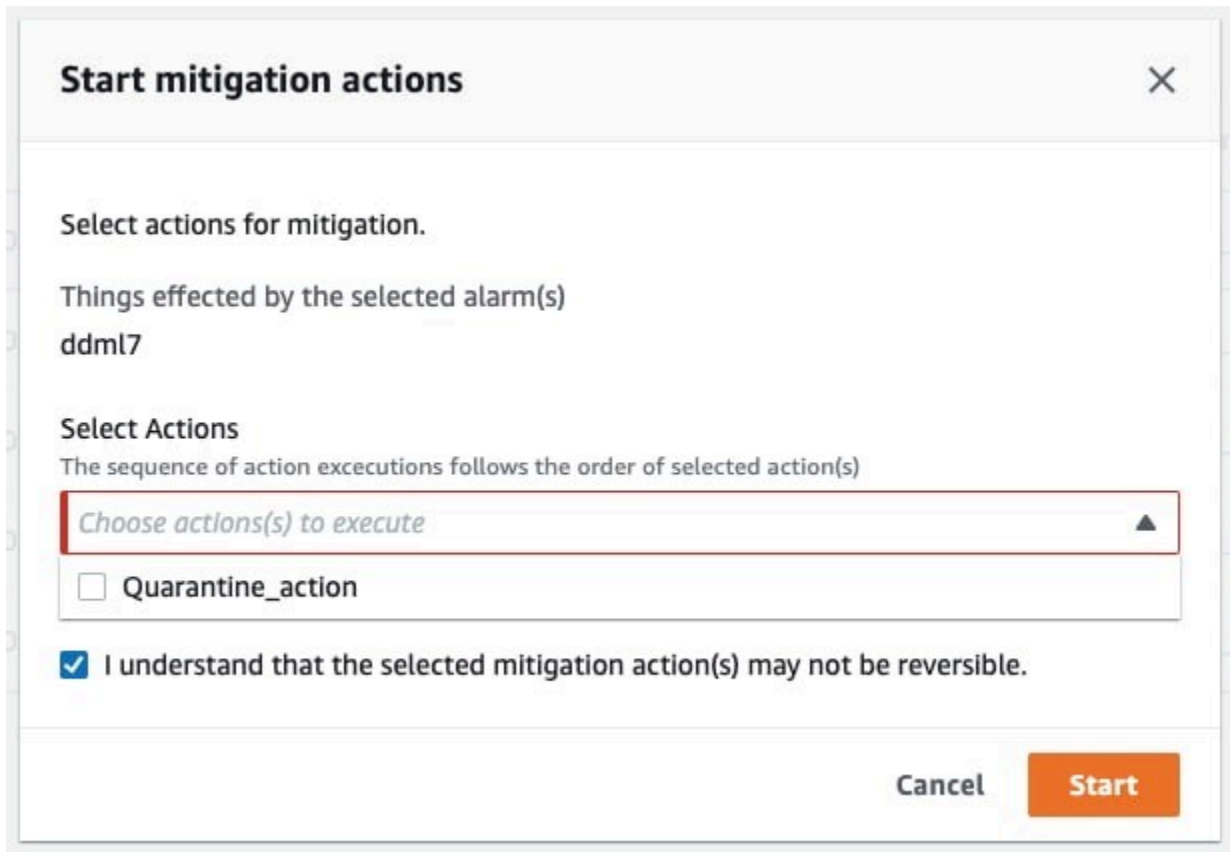 Start mitigation actions
Select actions for mitigation.
Things effected by the selected alarm(s)
ddml7
Select Actions
The sequence of action excecutions follows the order of selected action(s)
Choose actions(s) to execute
Quarantine_action
I understand that the selected mitigation action(s) may not be reversible.
Cancel Start